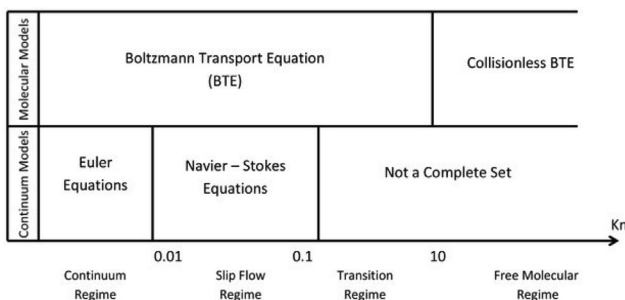 Molecular Models
Boltzmann Transport Equation
(BTE)
Collisionless BTE
Continuum Models
Euler
Equations
Navier – Stokes
Equations
Not a Complete Set
Kn
0.01
0.1
10
Continuum
Regime
Slip Flow
Regime
Transition
Regime
Free Molecular
Regime